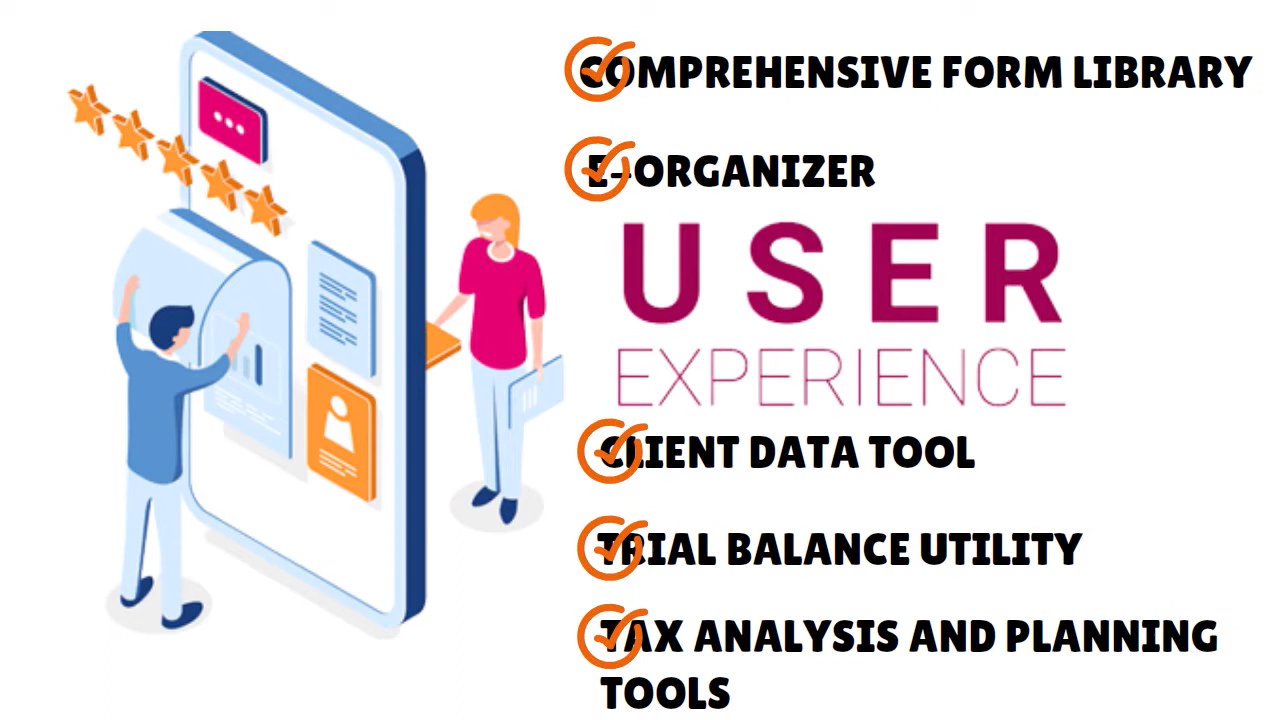 COMPREHENSIVE FORM LIBRARY
E-ORGANIZER
USER
EXPERIENCE
CLIENT DATA TOOL
TRIAL BALANCE UTILITY
TAX ANALYSIS AND PLANNING
TOOLS